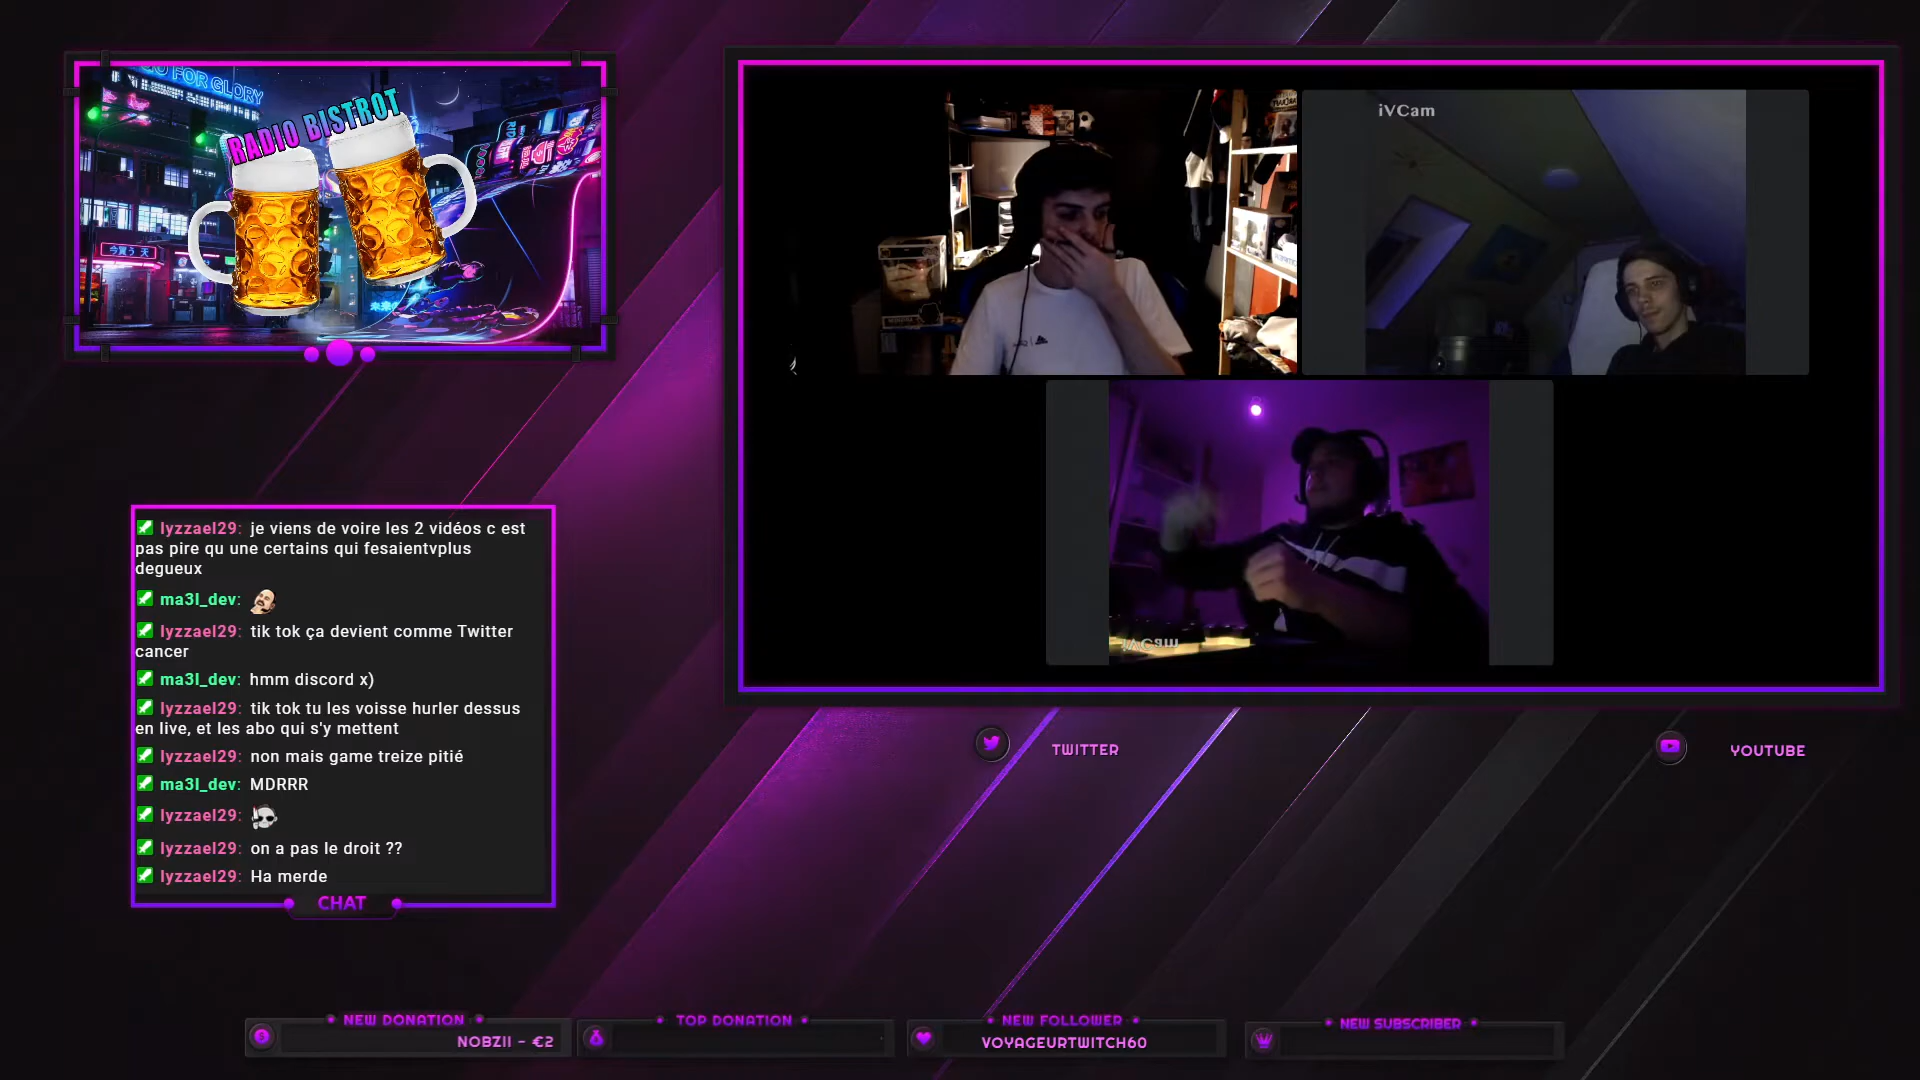 FOR GLORY
RADIO BISTROT
iVCam
iVCam
lyzzael29: je viens de voire les 2 vidéos c est
pas pire qu une certains qui fesaientvplus
degueux
ma3l_dev:
lyzzael29: tik tok ça devient comme Twitter
cancer
ma3l_dev: hmm discord x)
lyzzael29: tik tok tu les voisse hurler dessus
en live, et les abo qui s'y mettent
lyzzael29: non mais game treize pitié
ma3l_dev: MDRRR
lyzzael29:
lyzzael29: on a pas le droit ??
lyzzael29: Ha merde
CHAT
TWITTER
YOUTUBE
NEW DONATION
NOBZII - €2
TOP DONATION
NEW FOLLOWER
VOYAGEURTWITCH60
NEW SUBSCRIBER